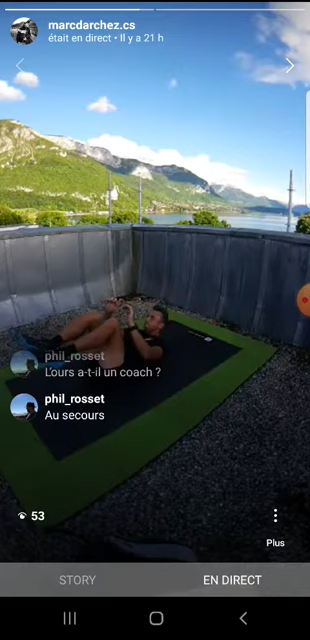 marcdarchez.cs
était en direct • Il y a 21 h
phil_rosset
L'ours a-t-il un coach ?
phil_rosset
Au secours
53
Plus
STORY
EN DIRECT